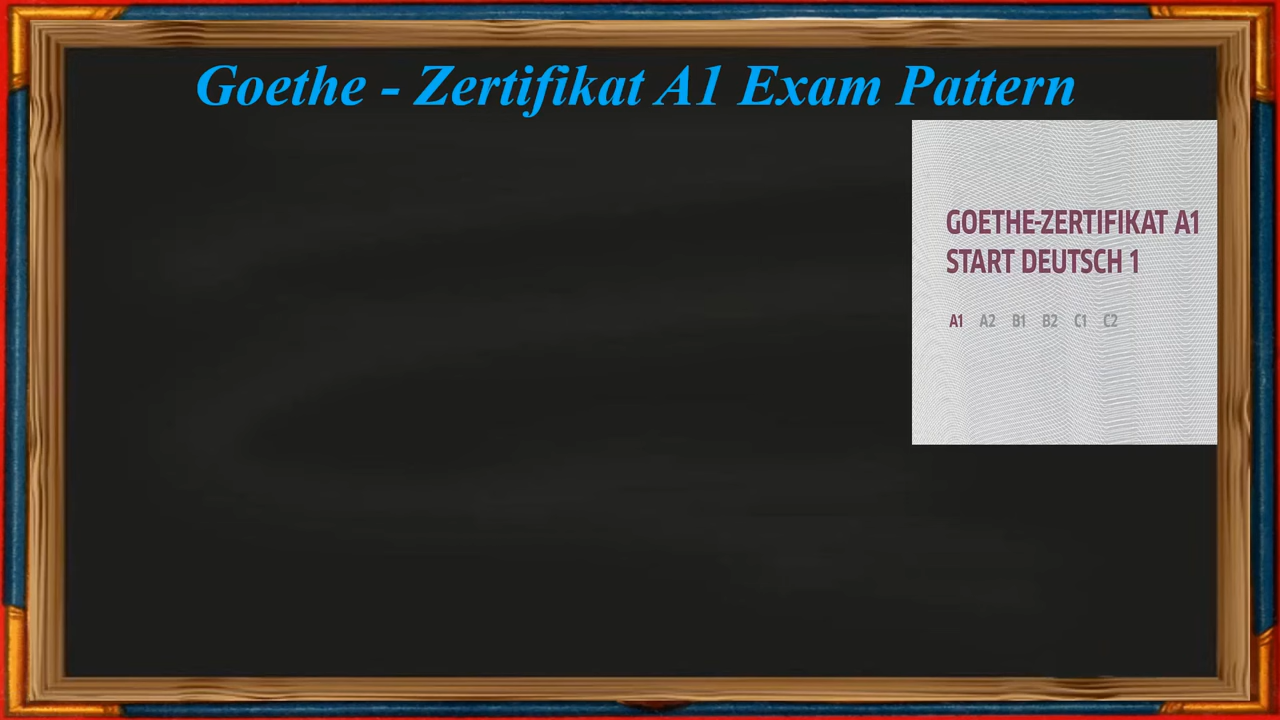 Goethe - Zertifikat A1 Exam Pattern
GOETHE-ZERTIFIKAT A1
START DEUTSCH 1
A1 A2 B1 B2 C1 C2